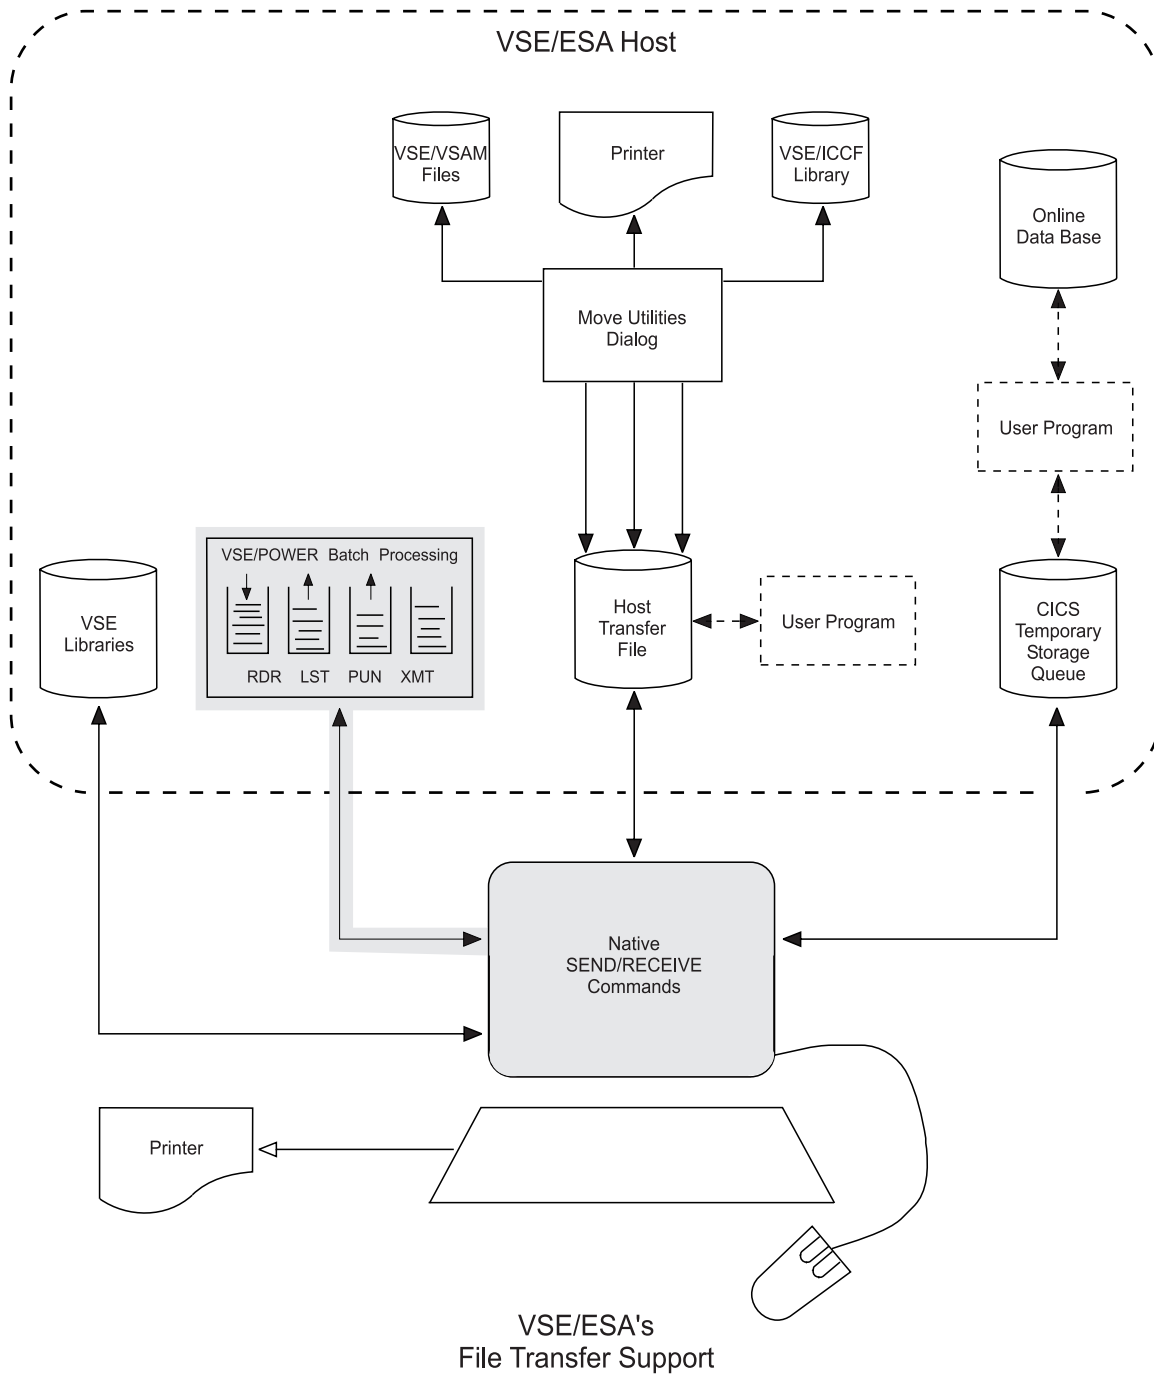 VSE/ESA Host
VSE/VSAM
Files
Printer
VSE/ICCF
Library
Online
Data Base
Move Utilities
Dialog
User Program
VSE
Libraries
VSE/POWER Batch Processing
RDR LST PUN XMT
Host
Transfer
File
User Program
CICS
Temporary
Storage
Queue
Native
SEND/RECEIVE
Commands
Printer
VSE/ESA's
File Transfer Support